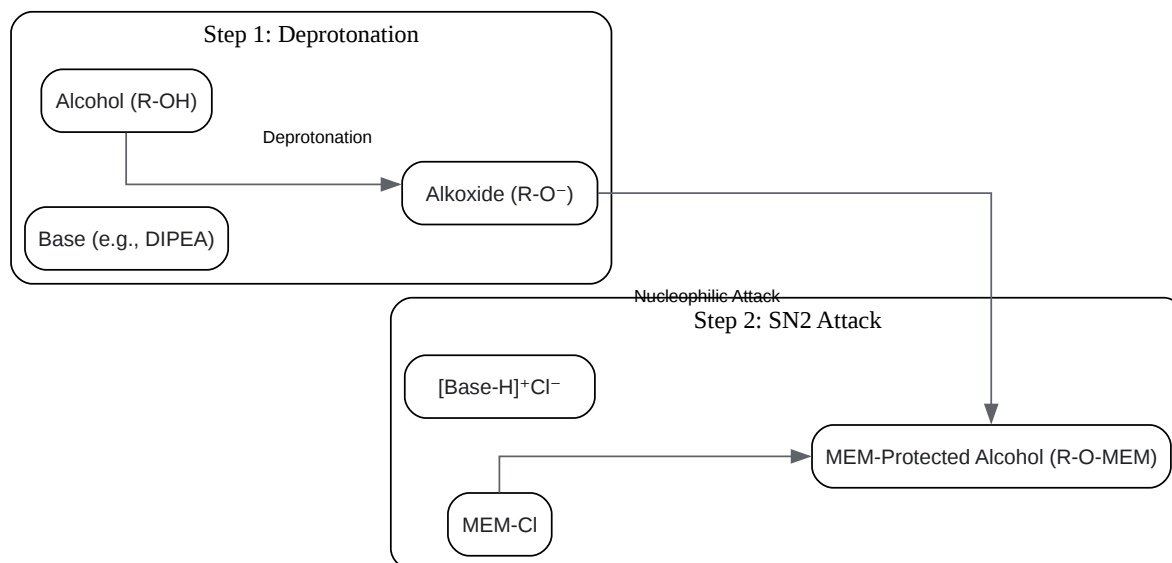 Step 1: Deprotonation
Alcohol (R-OH)
Deprotonation
Alkoxide (R-O⁻)
Base (e.g., DIPEA)
Nucleophilic Attack
Step 2: SN2 Attack
[Base-H]⁺Cl⁻
MEM-Protected Alcohol (R-O-MEM)
MEM-Cl